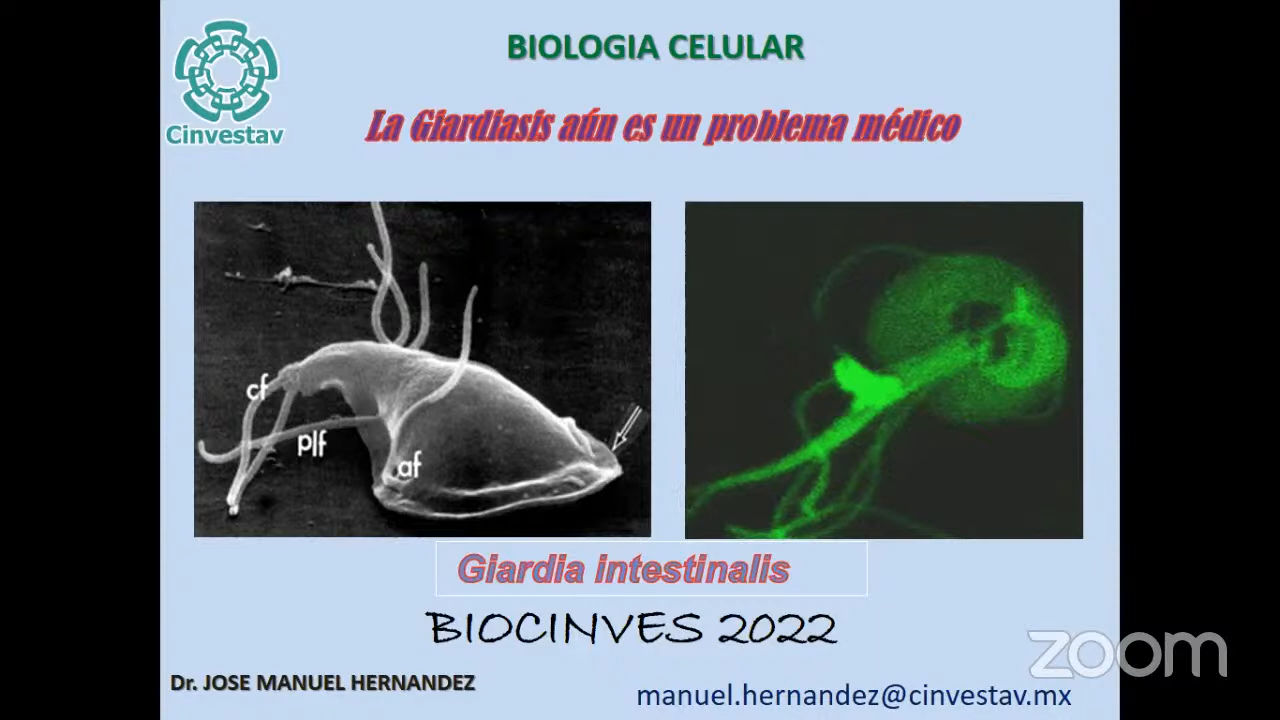 Cinvestav
BIOLOGIA CELULAR
La Giardiasis aún es un problema médico
cf
plf
af
Giardia intestinalis
BIOCINVES 2022
Dr. JOSE MANUEL HERNANDEZ
manuel.hernandez@cinvestav.mx
zoom